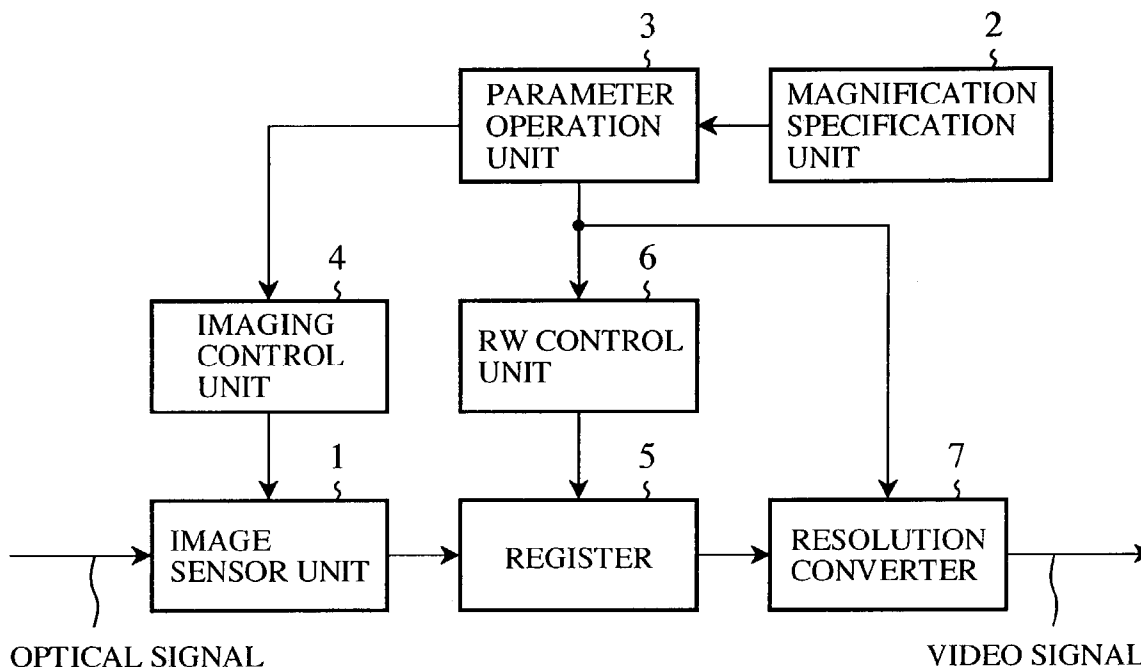 3
2
PARAMETER
OPERATION
UNIT
MAGNIFICATION
SPECIFICATION
UNIT
4
6
IMAGING
CONTROL
UNIT
RW CONTROL
UNIT
1
5
7
IMAGE
SENSOR UNIT
REGISTER
RESOLUTION
CONVERTER
OPTICAL SIGNAL
VIDEO SIGNAL